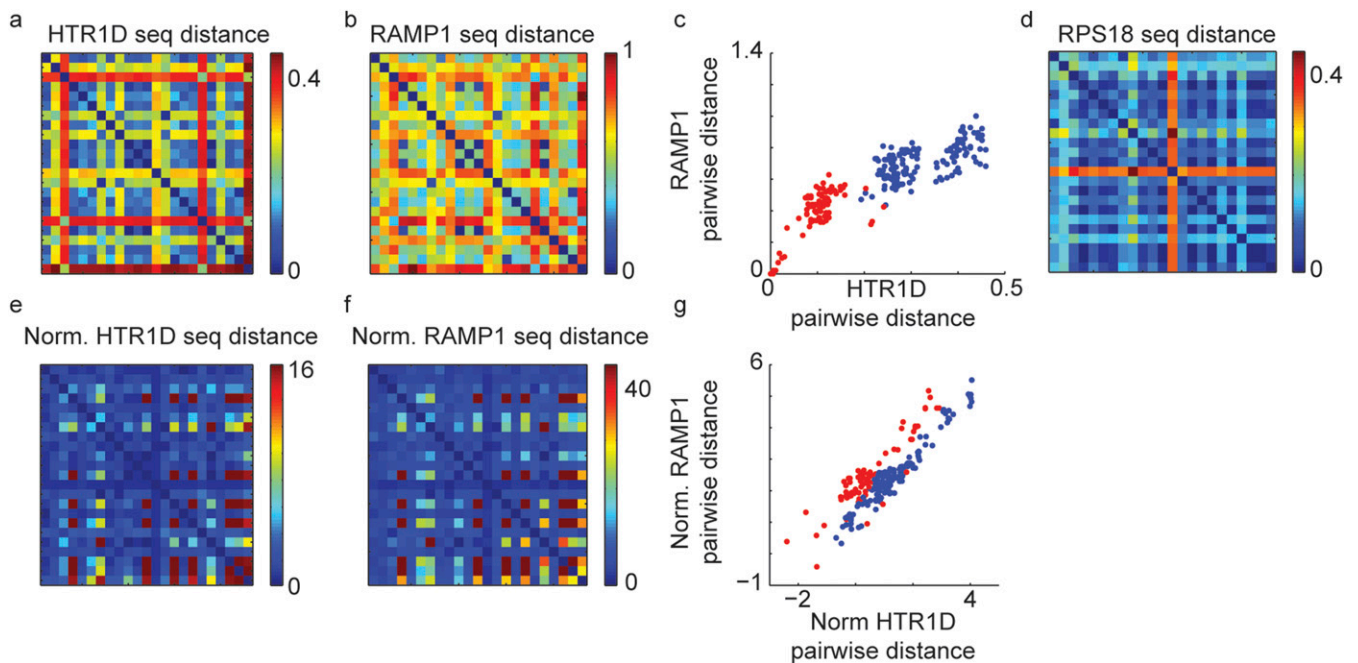 a
HTR1D seq distance
0.4
0
b
RAMP1 seq distance
1
0
c
1.4
RAMP1
pairwise distance
0
0
HTR1D
0.5
pairwise distance
d
RPS18 seq distance
0.4
0
e
Norm. HTR1D seq distance
16
0
f
Norm. RAMP1 seq distance
40
0
g
6
Norm. RAMP1
pairwise distance
−1
−2
4
Norm HTR1D
pairwise distance